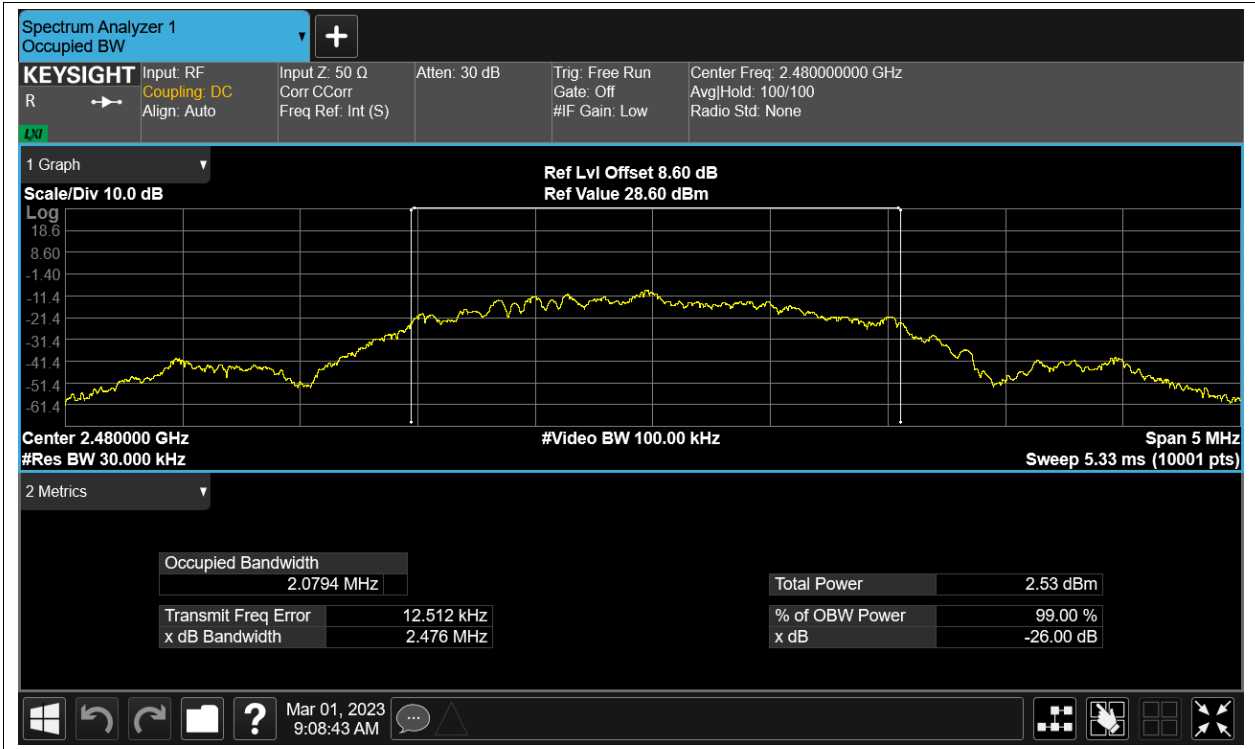 Spectrum Analyzer 1
Occupied BW
KEYSIGHT
R
LXI
Input: RF
Coupling: DC
Align: Auto
Input Z: 50 Ω
Corr CCorr
Freq Ref: Int (S)
Atten: 30 dB
Trig: Free Run
Gate: Off
#IF Gain: Low
Center Freq: 2.480000000 GHz
Avg|Hold: 100/100
Radio Std: None
1 Graph
Scale/Div 10.0 dB
Ref Lvl Offset 8.60 dB
Ref Value 28.60 dBm
Log
18.6
8.60
-1.40
-11.4
-21.4
-31.4
-41.4
-51.4
-61.4
Center 2.480000 GHz
#Video BW 100.00 kHz
Span 5 MHz
#Res BW 30.000 kHz
Sweep 5.33 ms (10001 pts)
2 Metrics
Occupied Bandwidth
2.0794 MHz
Total Power 2.53 dBm
Transmit Freq Error 12.512 kHz
% of OBW Power 99.00 %
x dB Bandwidth 2.476 MHz
x dB -26.00 dB
?
Mar 01, 2023
9:08:43 AM